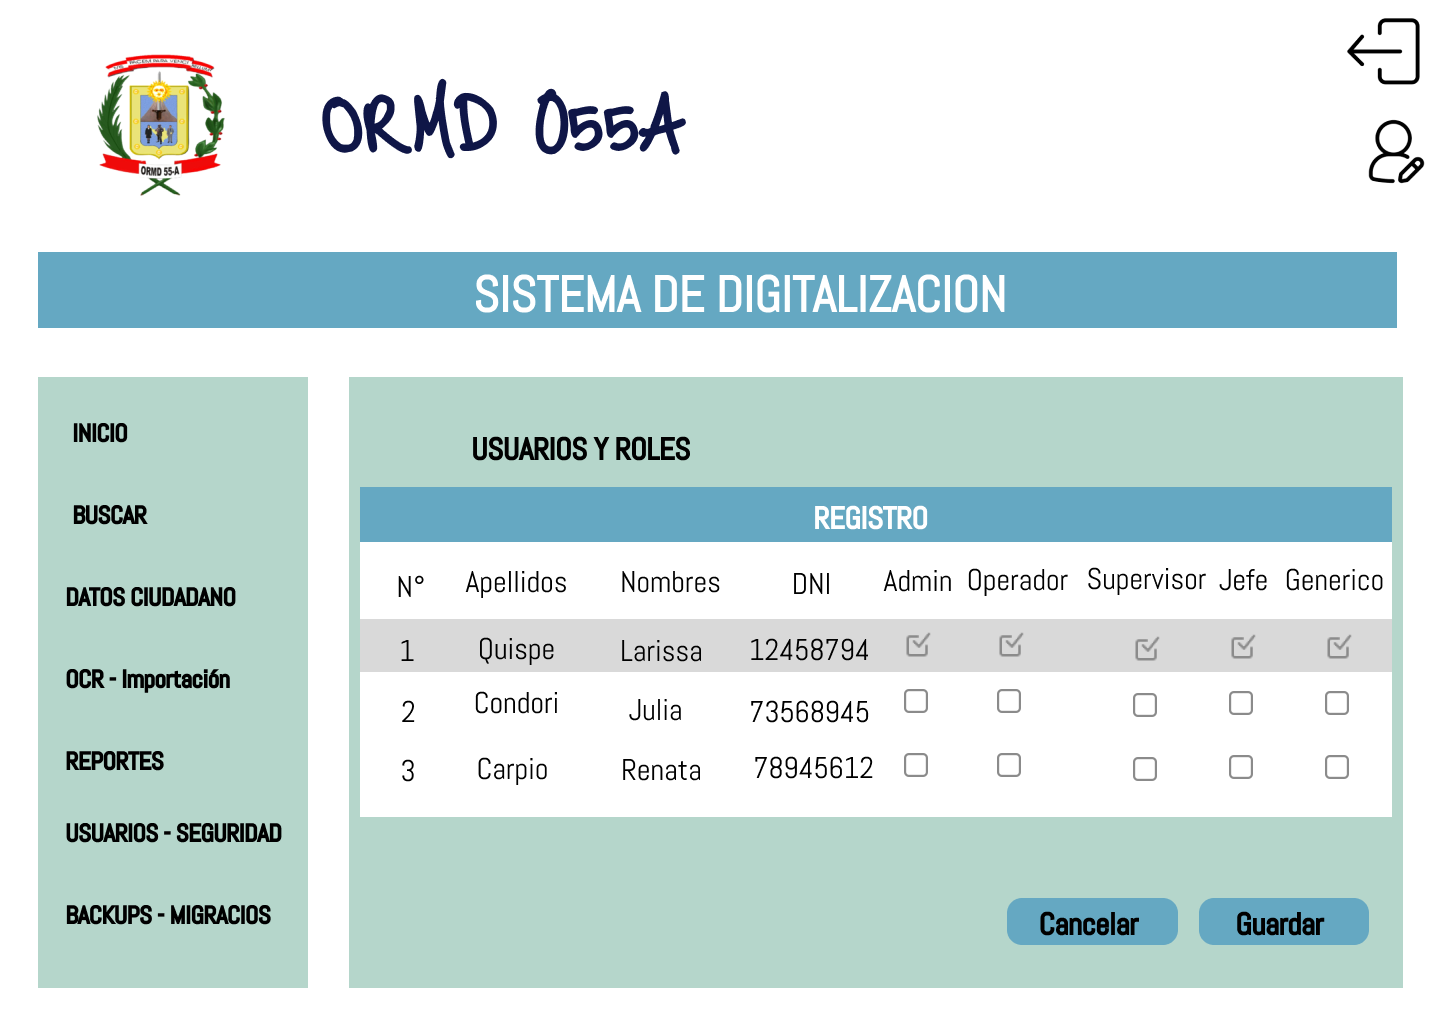 ORMD 55-A
ORMD 055A
SISTEMA DE DIGITALIZACION
INICIO
BUSCAR
DATOS CIUDADANO
OCR - Importación
REPORTES
USUARIOS - SEGURIDAD
BACKUPS - MIGRACIOS
USUARIOS Y ROLES
REGISTRO
N° Apellidos Nombres DNI Admin Operador Supervisor Jefe Generico
1 Quispe Larissa 12458794
2 Condori Julia 73568945
3 Carpio Renata 78945612
Cancelar Guardar